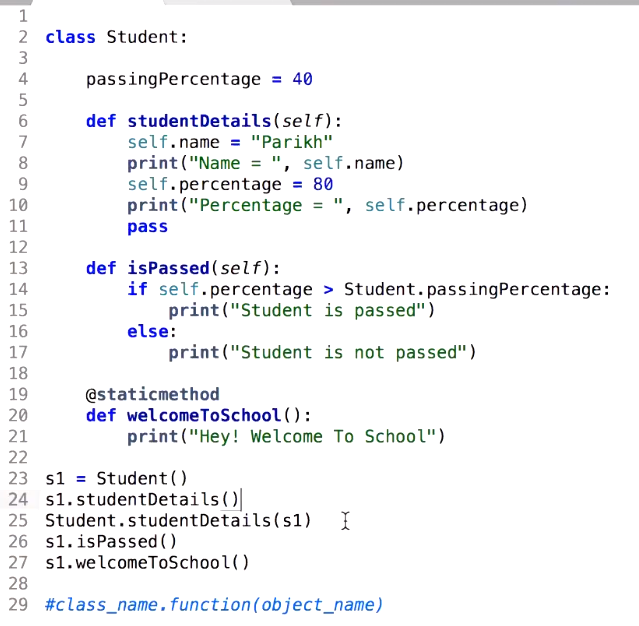 1
2 class Student:
3
4     passingPercentage = 40
5
6     def studentDetails(self):
7         self.name = "Parikh"
8         print("Name = ", self.name)
9         self.percentage = 80
10         print("Percentage = ", self.percentage)
11         pass
12
13     def isPassed(self):
14         if self.percentage > Student.passingPercentage:
15             print("Student is passed")
16         else:
17             print("Student is not passed")
18
19     @staticmethod
20     def welcomeToSchool():
21         print("Hey! Welcome To School")
22
23 s1 = Student()
24 s1.studentDetails()
25 Student.studentDetails(s1)
26 s1.isPassed()
27 s1.welcomeToSchool()
28
29 #class_name.function(object_name)